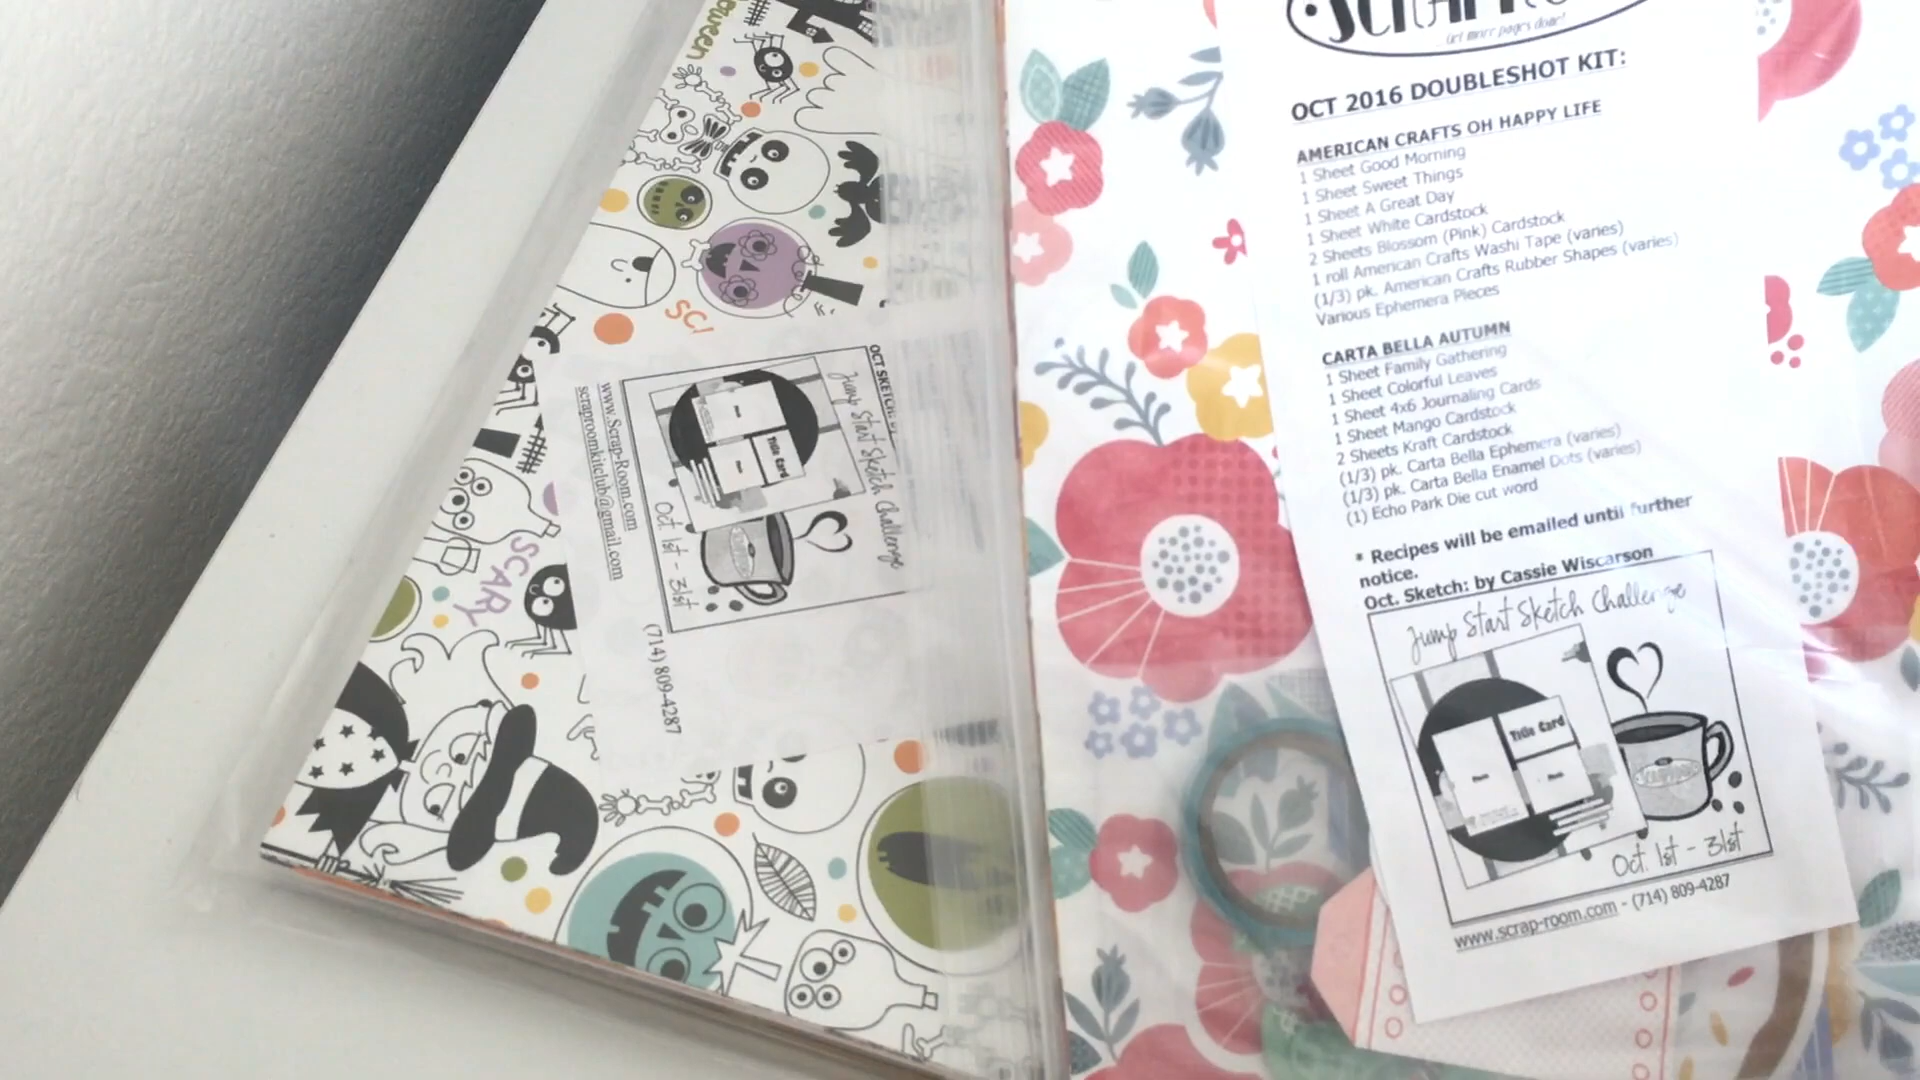 ween
SCARY
OCT SKETCH
Jump Start Sketch Challenge
Title Card
Oct. 1st - 31st
www.Scrap-Room.com
scraproomkitclub@gmail.com
(714) 809-4287
get more pages done!
OCT 2016 DOUBLESHOT KIT:
AMERICAN CRAFTS OH HAPPY LIFE
1 Sheet Good Morning
1 Sheet Sweet Things
1 Sheet A Great Day
1 Sheet White Cardstock
2 Sheets Blossom (Pink) Cardstock
1 roll American Crafts Washi Tape (varies)
(1/3) pk. American Crafts Rubber Shapes (varies)
Various Ephemera Pieces
CARTA BELLA AUTUMN
1 Sheet Family Gathering
1 Sheet Colorful Leaves
1 Sheet 4x6 Journaling Cards
1 Sheet Mango Cardstock
2 Sheets Kraft Cardstock
(1/3) pk. Carta Bella Ephemera (varies)
(1/3) pk. Carta Bella Enamel Dots (varies)
(1) Echo Park Die cut word
* Recipes will be emailed until further
notice.
Oct. Sketch: by Cassie Wiscarson
Jump Start Sketch Challenge
Title Card
Oct. 1st - 31st
www.scrap-room.com - (714) 809-4287